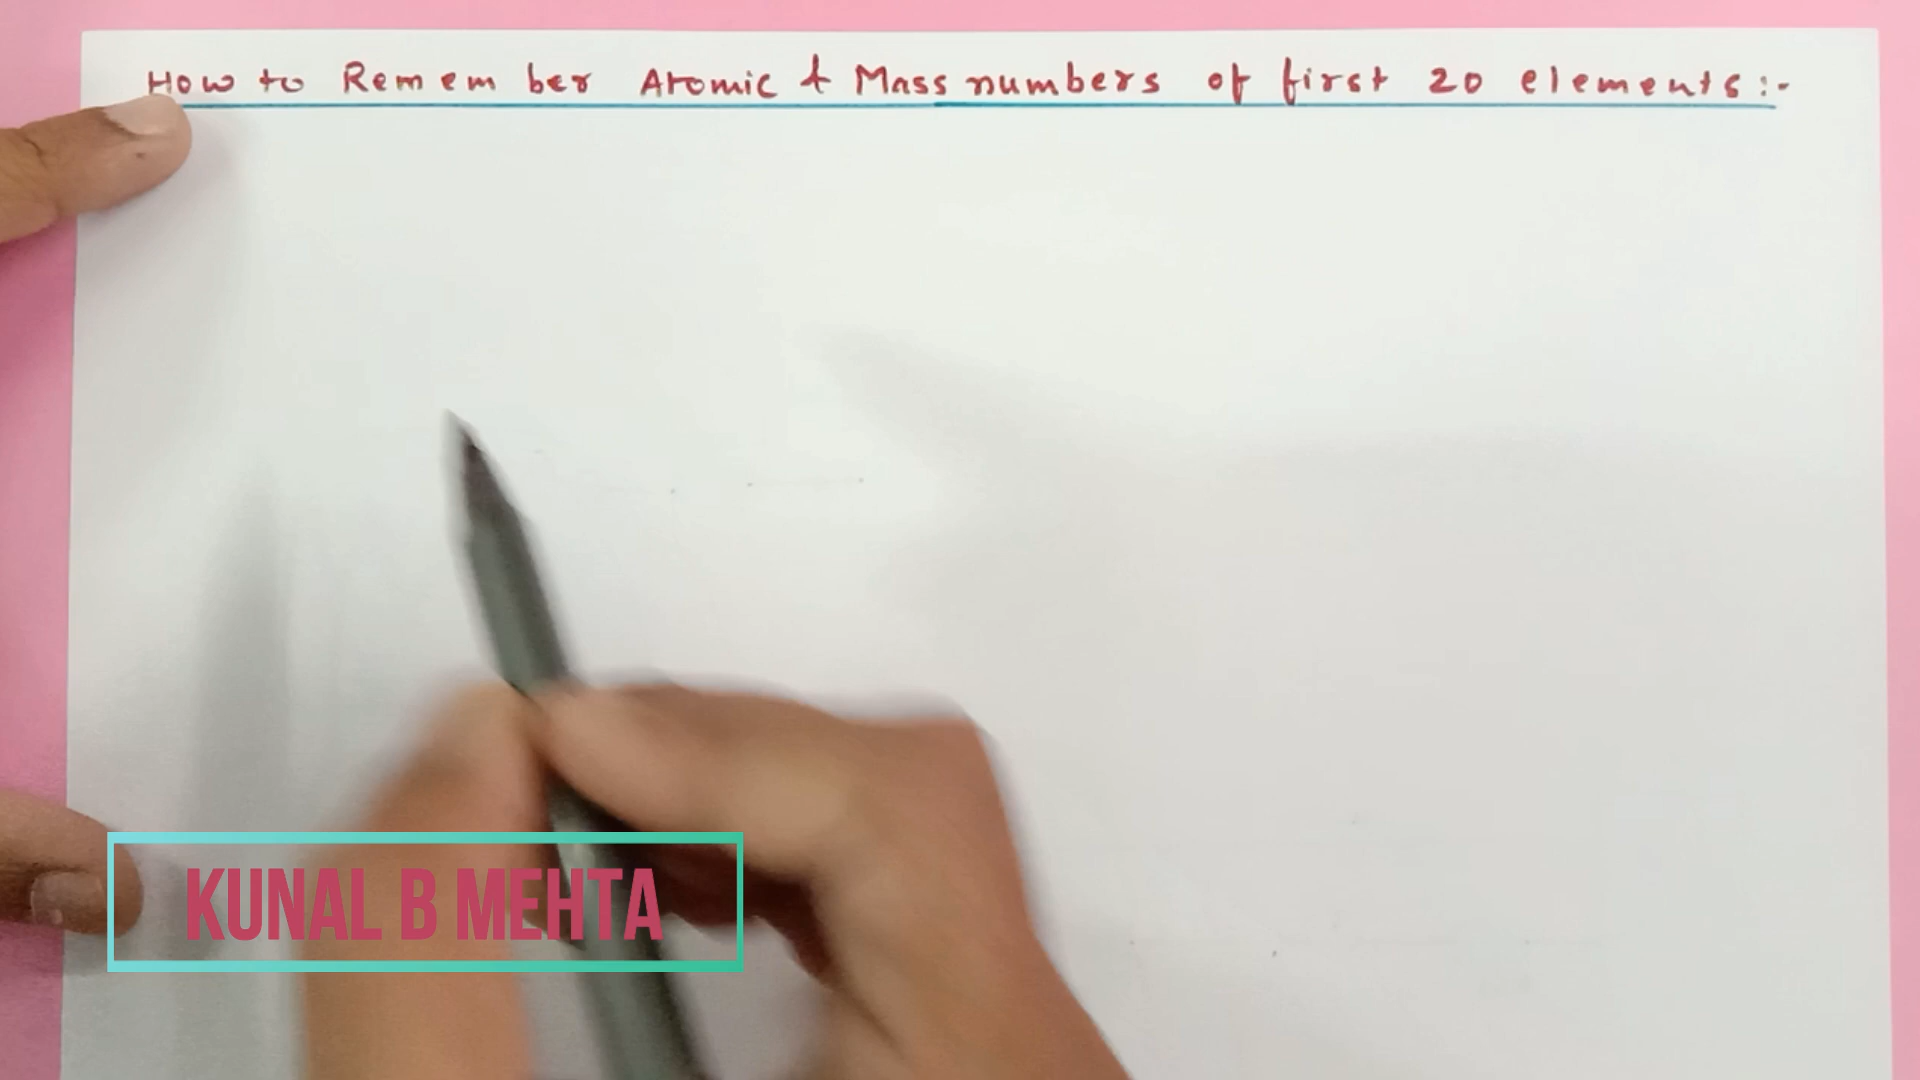 How to Remember Atomic & Mass numbers of first 20 elements:-
KUNAL B MEHTA